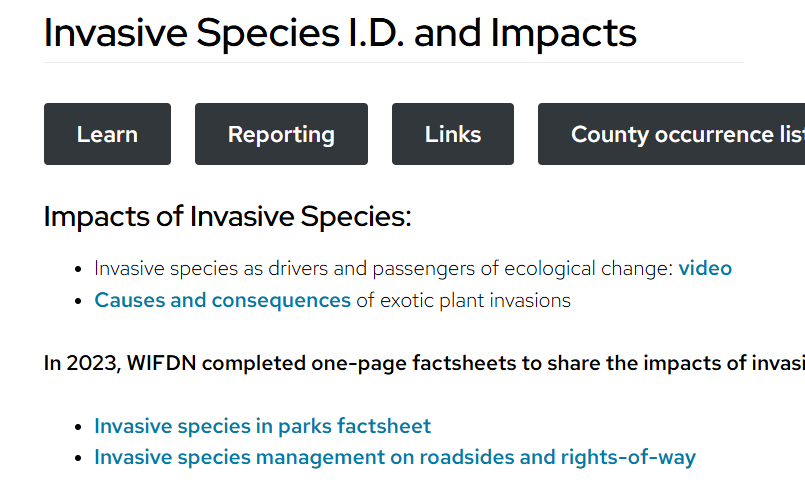 Invasive Species I.D. and Impacts
Learn Reporting Links County occurrence
Impacts of Invasive Species:
Invasive species as drivers and passengers of ecological change: video
Causes and consequences of exotic plant invasions
In 2023, WIFDN completed one-page factsheets to share the impacts of
Invasive species in parks factsheet
Invasive species management on roadsides and rights-of-way